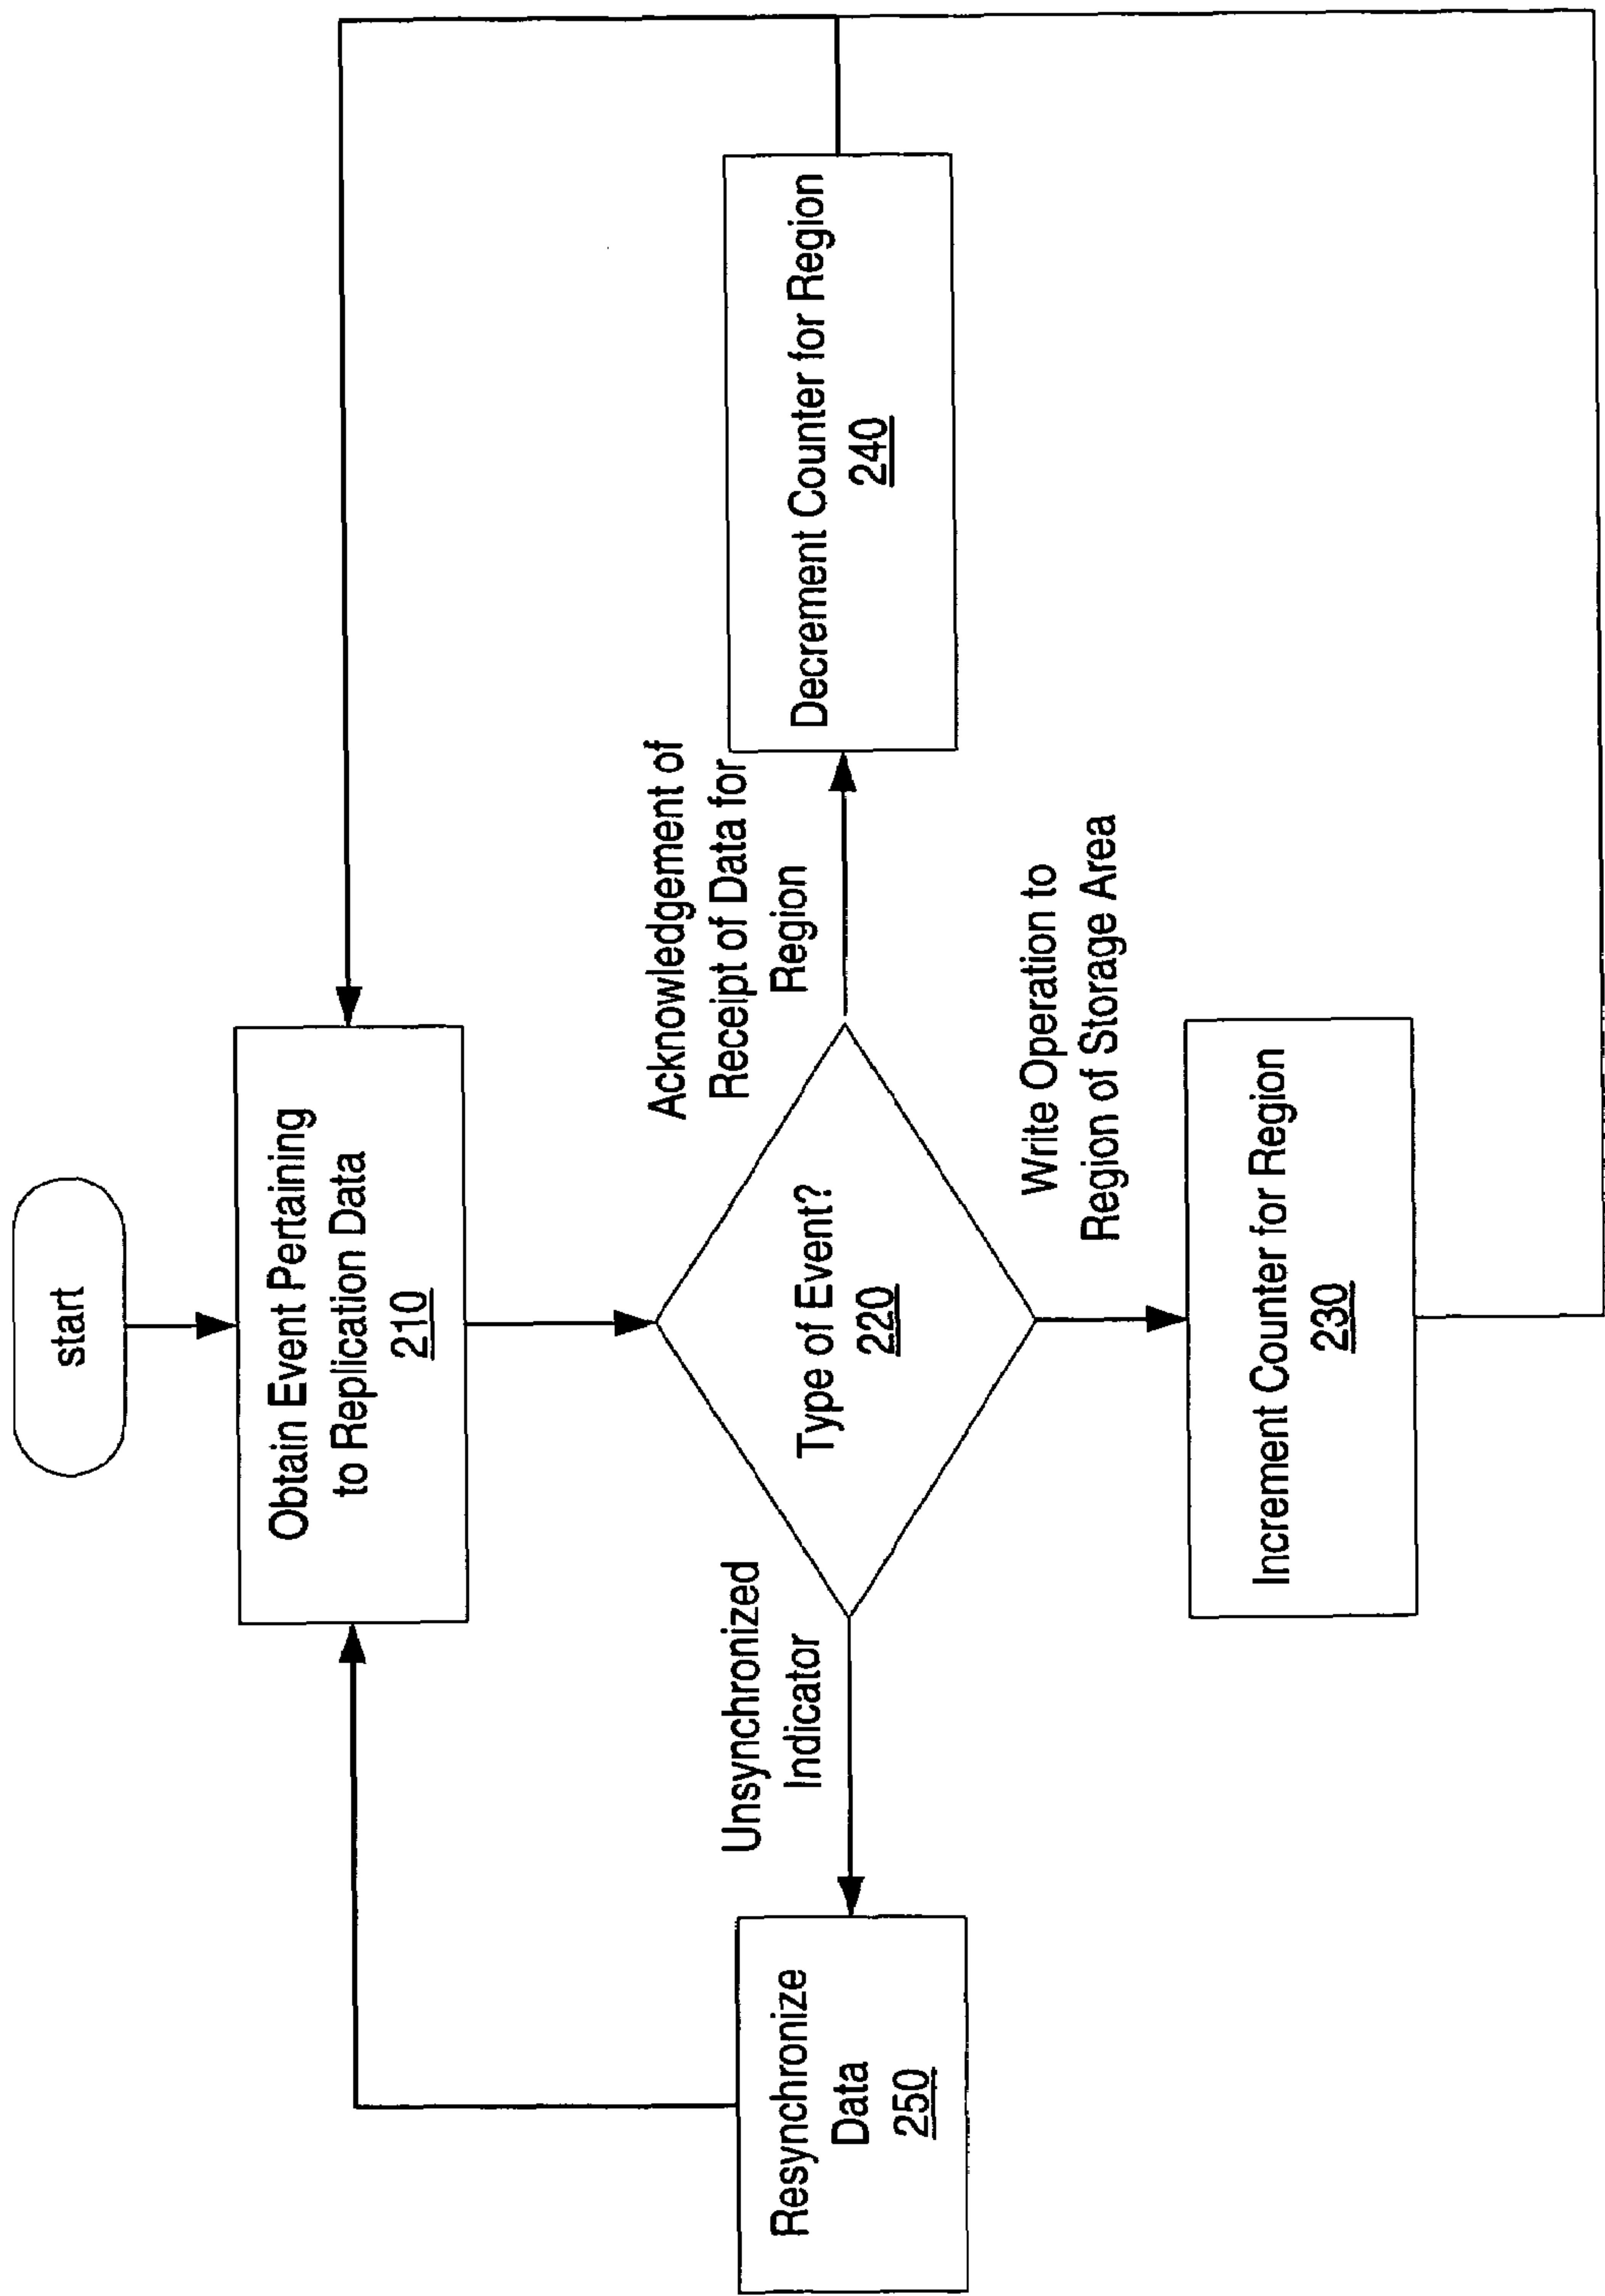 start
Obtain Event Pertaining
to Replication Data
210
Type of Event?
220
Unsynchronized
Indicator
Acknowledgement of
Receipt of Data for
Region
Write Operation to
Region of Storage Area
Resynchronize
Data
250
Decrement Counter for Region
240
Increment Counter for Region
230